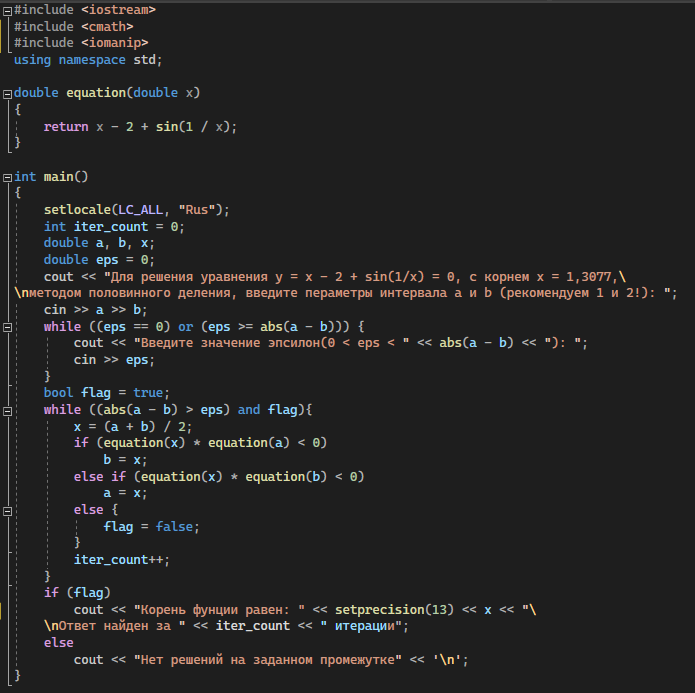 #include <iostream>
#include <cmath>
#include <iomanip>
using namespace std;
double equation(double x)
{
return x - 2 + sin(1 / x);
}
int main()
{
setlocale(LC_ALL, "Rus");
int iter_count = 0;
double a, b, x;
double eps = 0;
cout << "Для решения уравнения y = x - 2 + sin(1/x) = 0, с корнем x = 1,3077,\
\nметодом половинного деления, введите пераметры интервала a и b (рекомендуем 1 и 2!): ";
cin >> a >> b;
while ((eps == 0) or (eps >= abs(a - b))) {
cout << "Введите значение эпсилон(0 < eps < " << abs(a - b) << "): ";
cin >> eps;
}
bool flag = true;
while ((abs(a - b) > eps) and flag){
x = (a + b) / 2;
if (equation(x) * equation(a) < 0)
b = x;
else if (equation(x) * equation(b) < 0)
a = x;
else {
flag = false;
}
iter_count++;
}
if (flag)
cout << "Корень фунции равен: " << setprecision(13) << x << "\
\nОтвет найден за " << iter_count << " итерации";
else
cout << "Нет решений на заданном промежутке" << '\n';
}